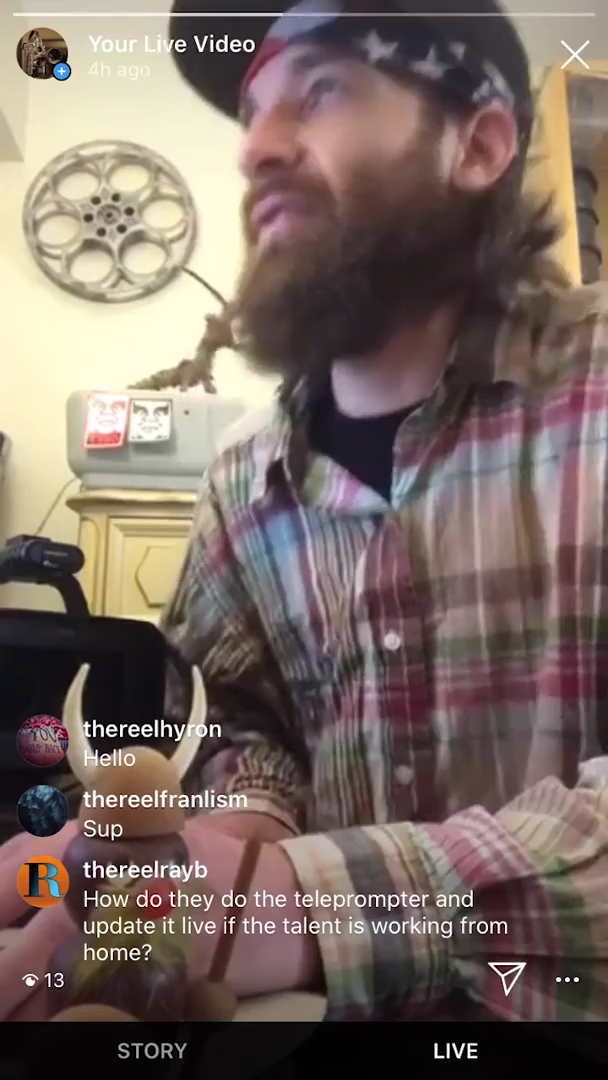 Your Live Video
4h ago
thereelhyron
Hello
thereelfranlism
Sup
thereelrayb
How do they do the teleprompter and
update it live if the talent is working from
home?
13
STORY
LIVE